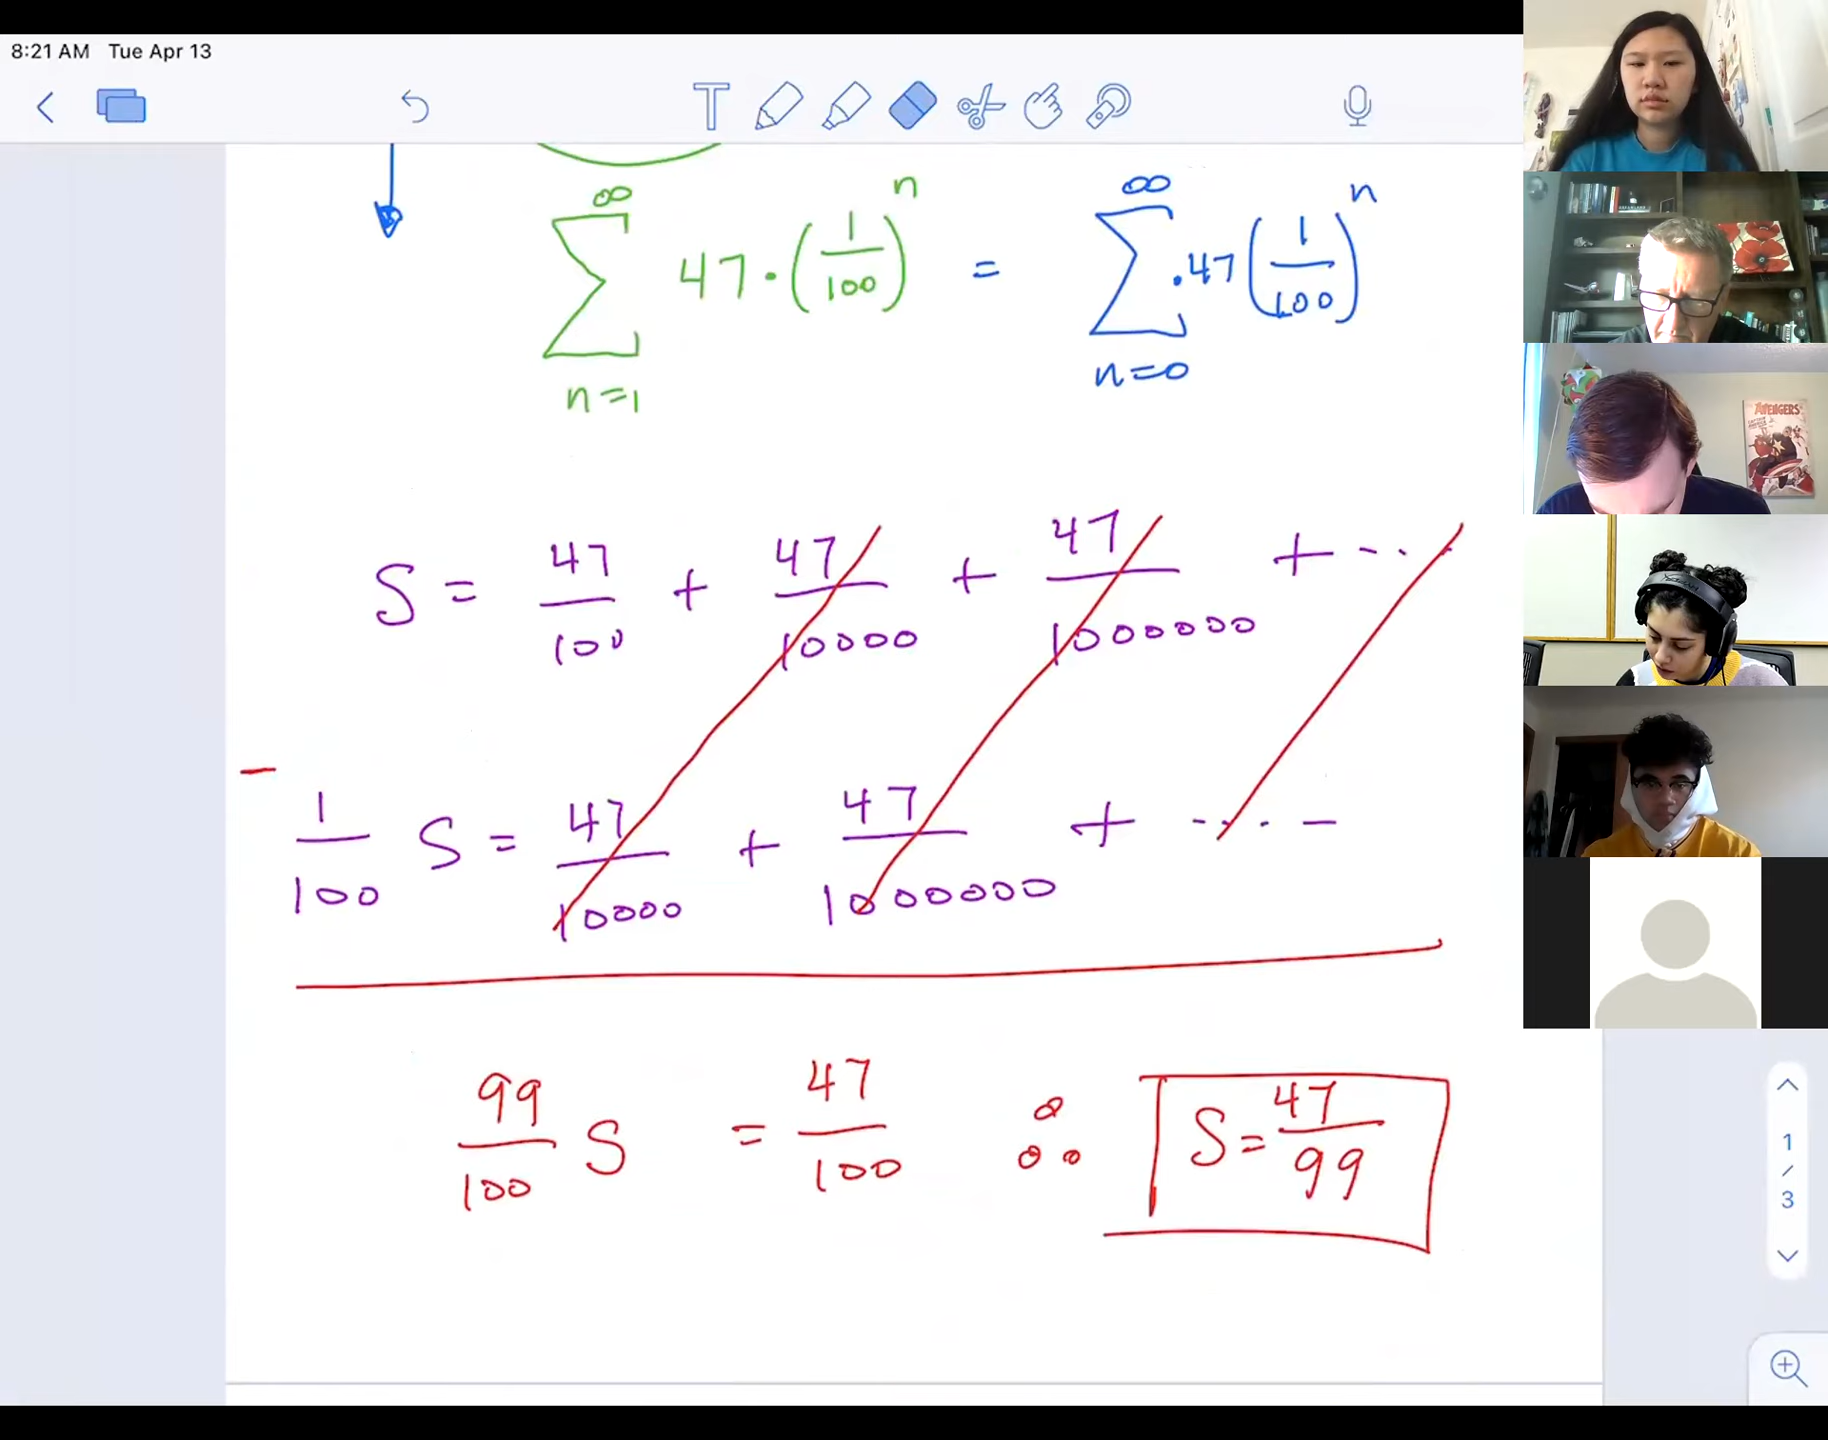 8:21 AM Tue Apr 13
∞ n ∞ n
∑ 47·(1/100) = ∑ .47(1/100)
n=1 n=0
S = 47/100 + 47/10000 + 47/1000000 + ...
−
1/100 S = 47/10000 + 47/1000000 + .... –
99/100 S = 47/100 ∴ S = 47/99
1
/
3
AVENGERS